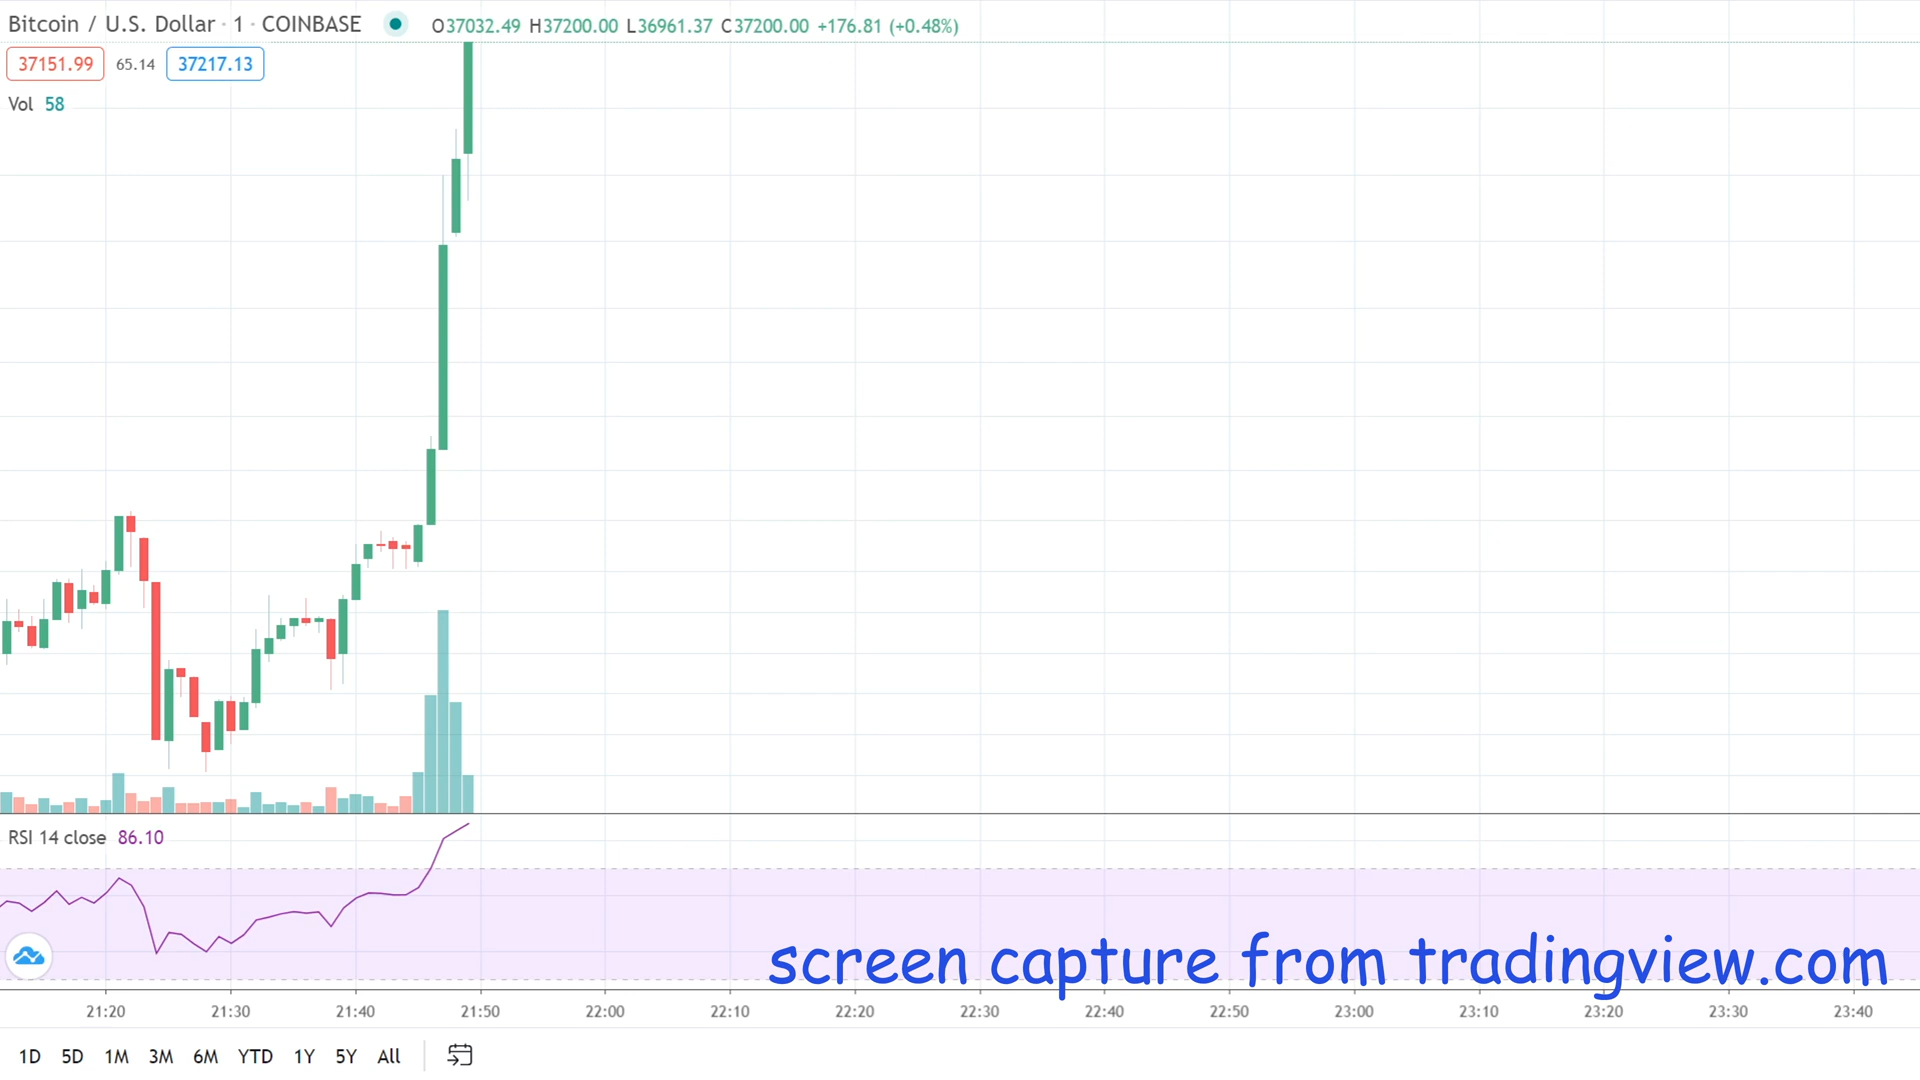 Bitcoin / U.S. Dollar · 1 · COINBASE O37032.49 H37200.00 L36961.37 C37200.00 +176.81 (+0.48%)
37151.99 65.14 37217.13
Vol 58
RSI 14 close 86.10
screen capture from tradingview.com
21:20 21:30 21:40 21:50 22:00 22:10 22:20 22:30 22:40 22:50 23:00 23:10 23:20 23:30 23:40
1D 5D 1M 3M 6M YTD 1Y 5Y All